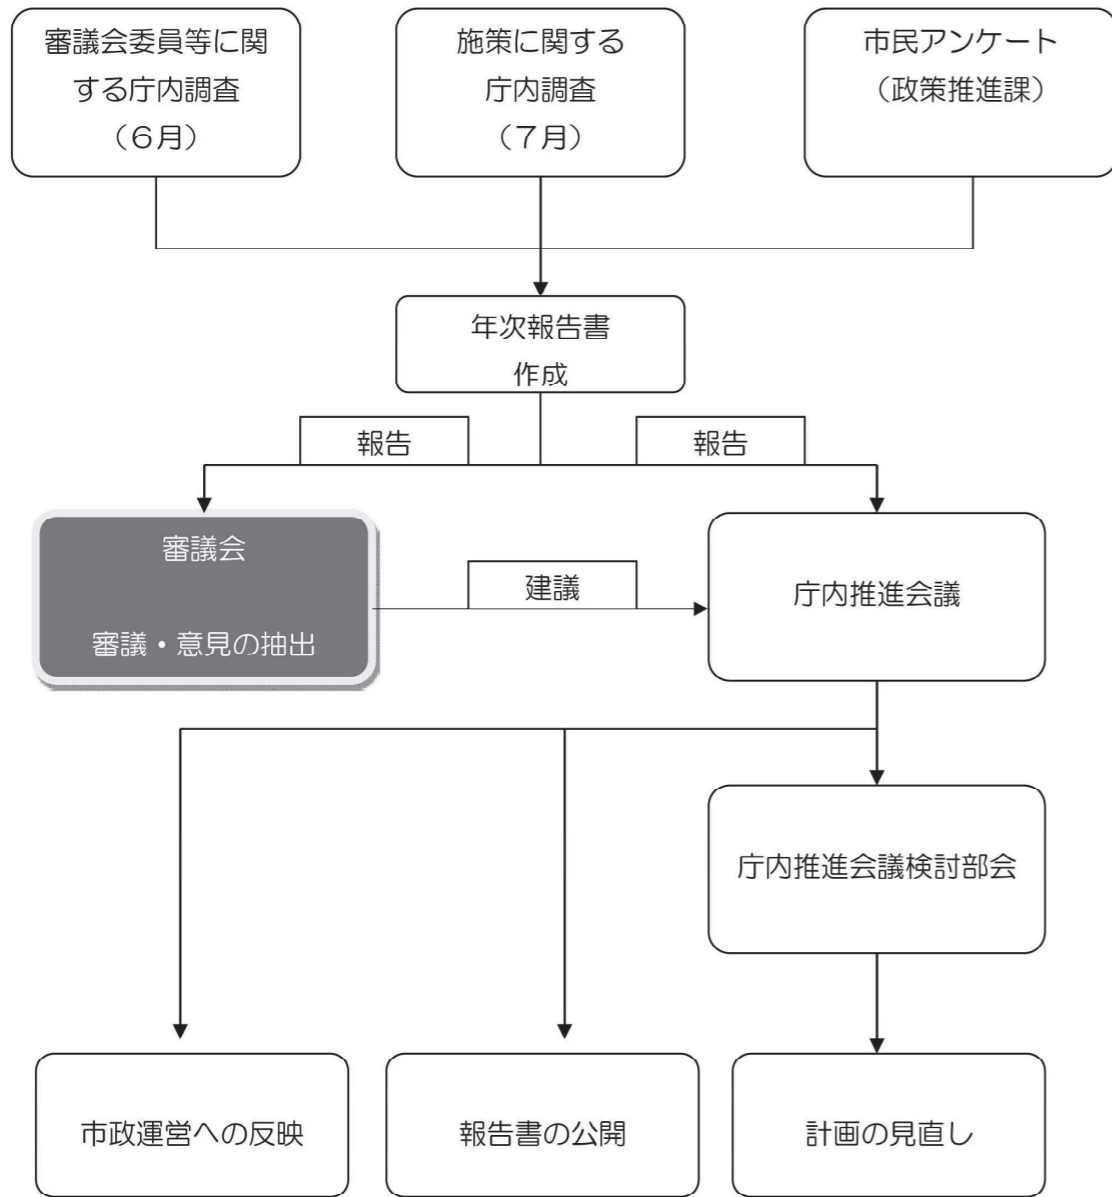 審議会委員等に関
する庁内調査
（６月）
施策に関する
庁内調査
（７月）
市民アンケート
（政策推進課）
年次報告書
作成
報告
報告
審議会
審議・意見の抽出
建議
庁内推進会議
庁内推進会議検討部会
市政運営への反映
報告書の公開
計画の見直し